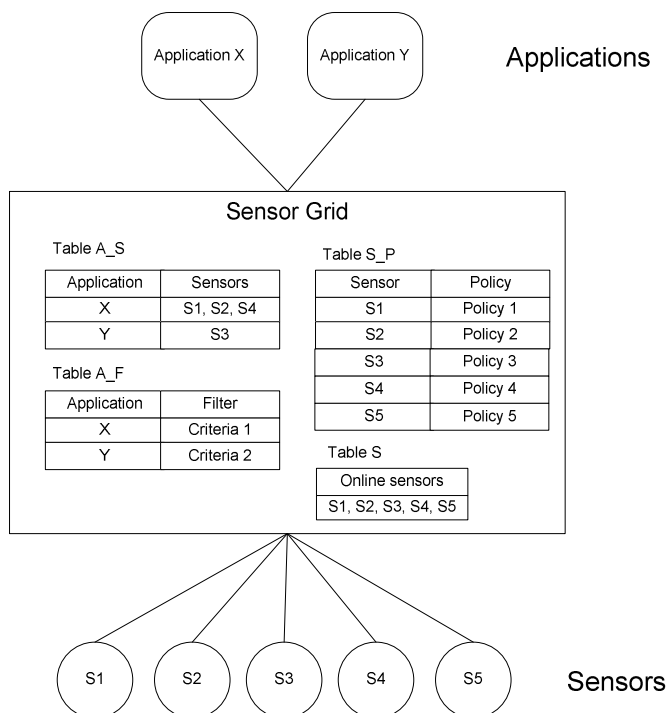 Application X
Application Y
Applications
Sensor Grid
Table A_S
Application Sensors
X S1, S2, S4
Y S3
Table A_F
Application Filter
X Criteria 1
Y Criteria 2
Table S_P
Sensor Policy
S1 Policy 1
S2 Policy 2
S3 Policy 3
S4 Policy 4
S5 Policy 5
Table S
Online sensors
S1, S2, S3, S4, S5
S1
S2
S3
S4
S5
Sensors